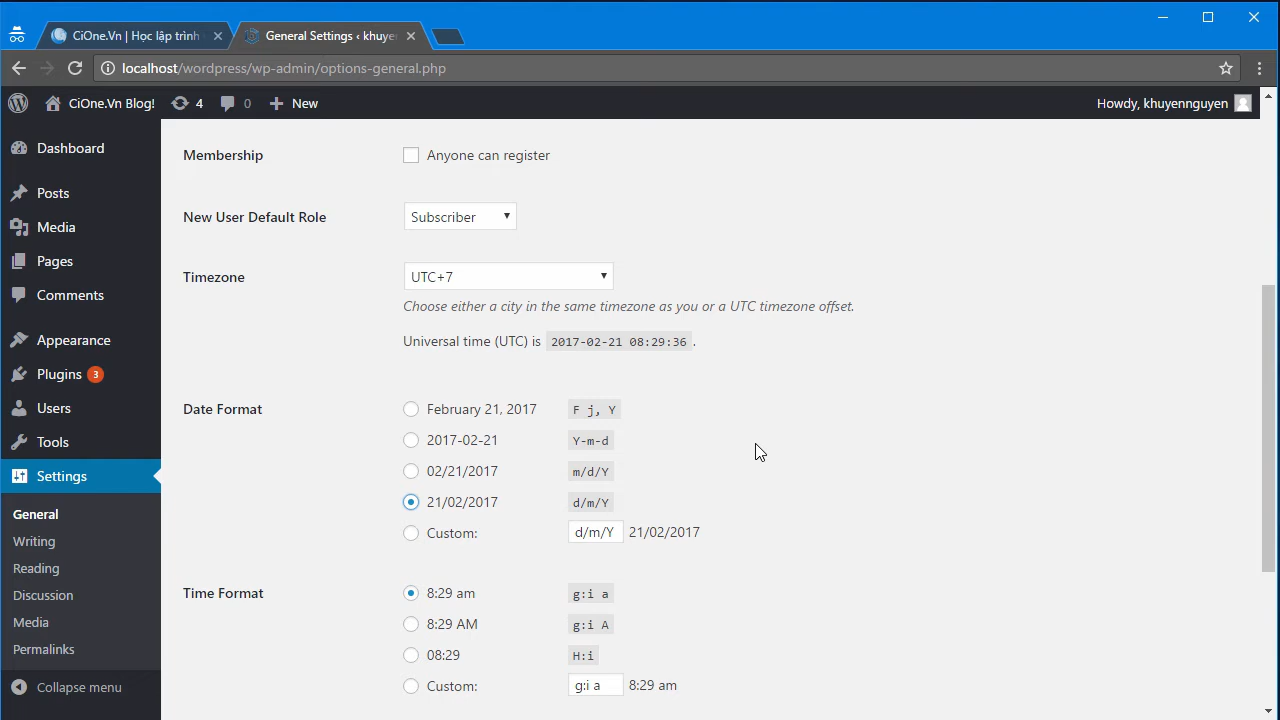 CiOne.Vn | Học lập trình
General Settings ‹ khuye
localhost/wordpress/wp-admin/options-general.php
CiOne.Vn Blog!
4
0
New
Howdy, khuyennguyen
Dashboard
Posts
Media
Pages
Comments
Appearance
Plugins 3
Users
Tools
Settings
General
Writing
Reading
Discussion
Media
Permalinks
Collapse menu
Membership
Anyone can register
New User Default Role
Subscriber
Timezone
UTC+7
Choose either a city in the same timezone as you or a UTC timezone offset.
Universal time (UTC) is 2017-02-21 08:29:36 .
Date Format
February 21, 2017 F j, Y
2017-02-21 Y-m-d
02/21/2017 m/d/Y
21/02/2017 d/m/Y
Custom: d/m/Y 21/02/2017
Time Format
8:29 am g:i a
8:29 AM g:i A
08:29 H:i
Custom: g:i a 8:29 am